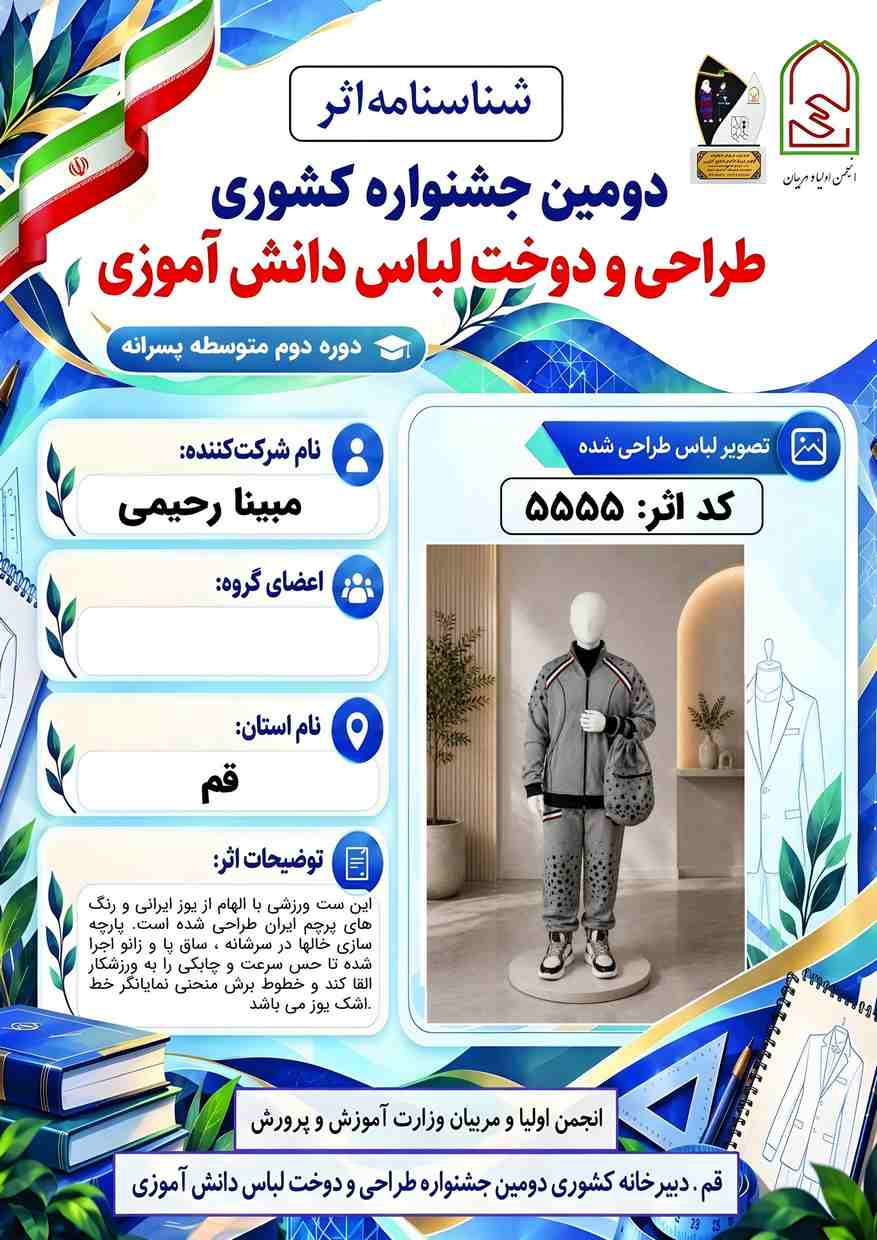 شناسنامه اثر
انجمن اولیا و مربیان
دومین جشنواره کشوری
طراحی و دوخت لباس دانش آموزی
دوره دوم متوسطه پسرانه
تصویر لباس طراحی شده
کد اثر: ۵۵۵۵
نام شرکت‌کننده:
مبینا رحیمی
اعضای گروه:
نام استان:
قم
توضیحات اثر:
این ست ورزشی با الهام از یوز ایرانی و رنگ
های پرچم ایران طراحی شده است. پارچه
سازی خالها در سرشانه ، ساق پا و زانو اجرا
شده تا حس سرعت و چابکی را به ورزشکار
القا کند و خطوط برش منحنی نمایانگر خط
اشک یوز می باشد.
انجمن اولیا و مربیان وزارت آموزش و پرورش
قم . دبیرخانه کشوری دومین جشنواره طراحی و دوخت لباس دانش آموزی